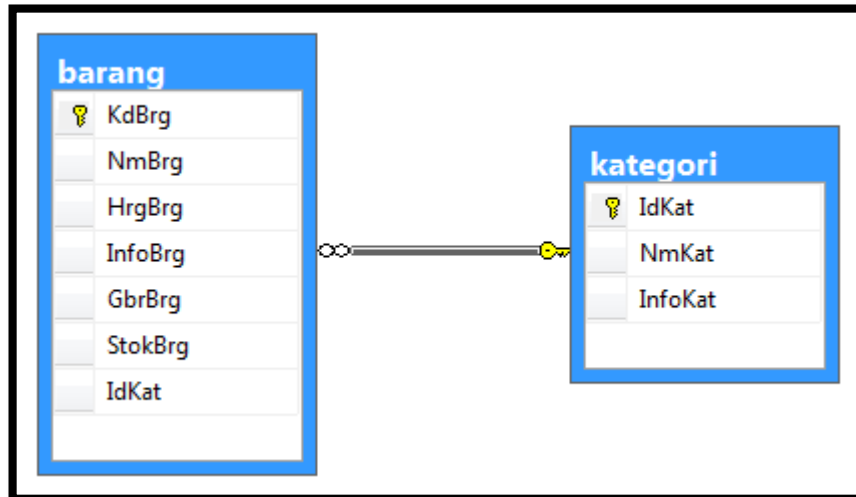 barang
KdBrg
NmBrg
HrgBrg
InfoBrg
GbrBrg
StokBrg
IdKat
kategori
IdKat
NmKat
InfoKat